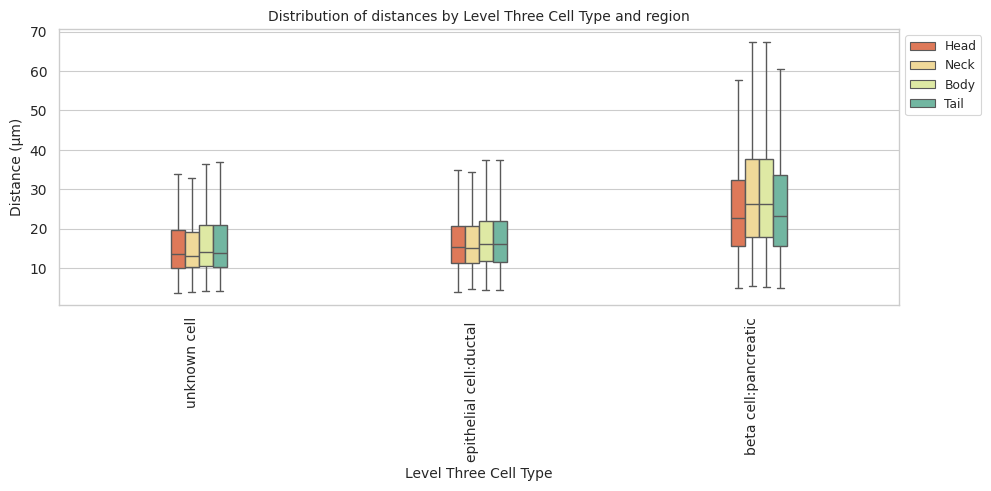 Distribution of distances by Level Three Cell Type and region
70
60
50
40
30
20
10
Distance (μm)
Head
Neck
Body
Tail
unknown cell
epithelial cell:ductal
beta cell:pancreatic
Level Three Cell Type